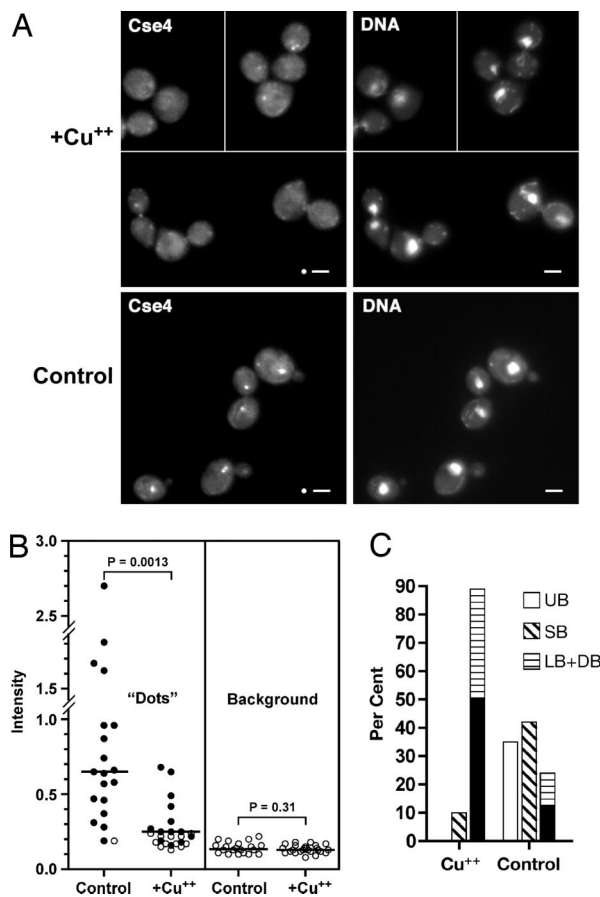 A
Cse4
DNA
+Cu++
Cse4
DNA
Control
B
3.0
2.5
1.5
1.0
0.5
0.0
Intensity
P = 0.0013
"Dots"
Background
P = 0.31
Control
+Cu++
Control
+Cu++
C
90
80
70
60
50
40
30
20
10
0
Per Cent
UB
SB
LB+DB
Cu++
Control